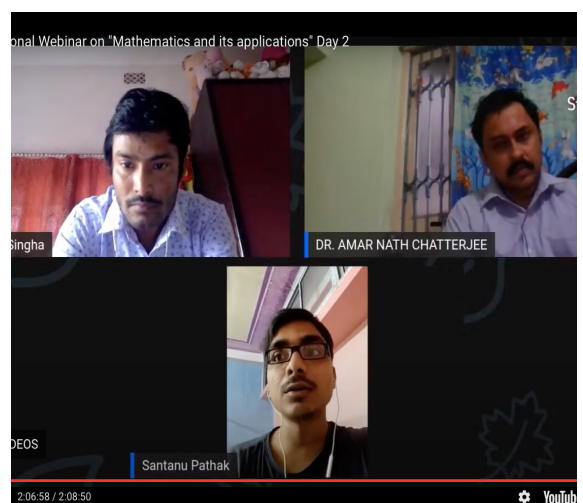 onal Webinar on "Mathematics and its applications" Day 2
S
Singha
DR. AMAR NATH CHATTERJEE
DEOS
Santanu Pathak
2:06:58 / 2:08:50
YouTub